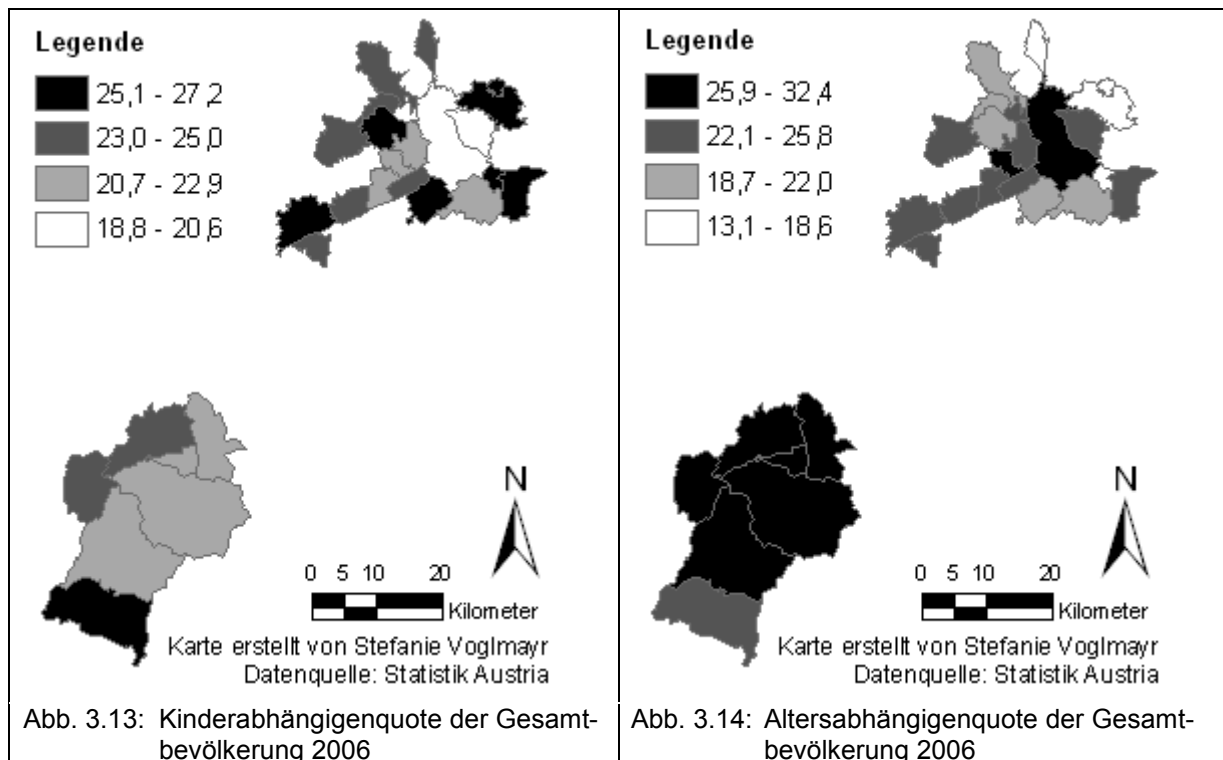 Legende
25,1 - 27,2
23,0 - 25,0
20,7 - 22,9
18,8 - 20,6
N
0 5 10 20
Kilometer
Karte erstellt von Stefanie Voglmayr
Datenquelle: Statistik Austria
Abb. 3.13: Kinderabhängigenquote der Gesamt-
bevölkerung 2006
Legende
25,9 - 32,4
22,1 - 25,8
18,7 - 22,0
13,1 - 18,6
N
0 5 10 20
Kilometer
Karte erstellt von Stefanie Voglmayr
Datenquelle: Statistik Austria
Abb. 3.14: Altersabhängigenquote der Gesamt-
bevölkerung 2006